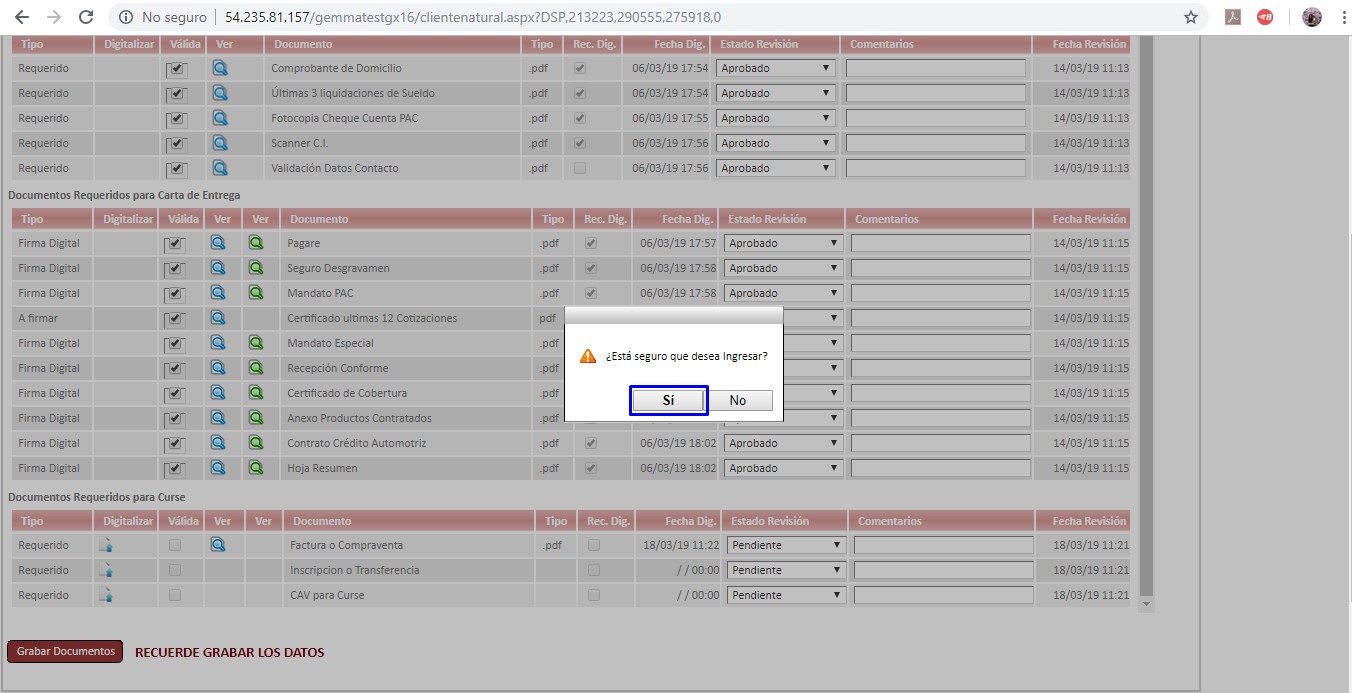 No seguro | 54.235.81.157/gemmatestgx16/clientenatural.aspx?DSP,213223,290555,275918,0
Tipo Digitalizar Válida Ver Documento Tipo Rec. Dig. Fecha Dig. Estado Revisión Comentarios Fecha Revisión
Requerido Comprobante de Domicilio .pdf 06/03/19 17:54 Aprobado 14/03/19 11:13
Requerido Últimas 3 liquidaciones de Sueldo .pdf 06/03/19 17:54 Aprobado 14/03/19 11:13
Requerido Fotocopia Cheque Cuenta PAC .pdf 06/03/19 17:55 Aprobado 14/03/19 11:13
Requerido Scanner C.I. .pdf 06/03/19 17:56 Aprobado 14/03/19 11:13
Requerido Validación Datos Contacto .pdf 06/03/19 17:56 Aprobado 14/03/19 11:13
Documentos Requeridos para Carta de Entrega
Tipo Digitalizar Válida Ver Ver Documento Tipo Rec. Dig. Fecha Dig. Estado Revisión Comentarios Fecha Revisión
Firma Digital Pagare .pdf 06/03/19 17:57 Aprobado 14/03/19 11:15
Firma Digital Seguro Desgravamen .pdf 06/03/19 17:58 Aprobado 14/03/19 11:15
Firma Digital Mandato PAC .pdf 06/03/19 17:58 Aprobado 14/03/19 11:15
A firmar Certificado ultimas 12 Cotizaciones pdf 14/03/19 11:15
Firma Digital Mandato Especial .pdf 14/03/19 11:15
Firma Digital Recepción Conforme .pdf 14/03/19 11:15
Firma Digital Certificado de Cobertura .pdf 14/03/19 11:15
Firma Digital Anexo Productos Contratados .pdf 14/03/19 11:15
Firma Digital Contrato Crédito Automotriz .pdf 06/03/19 18:02 Aprobado 14/03/19 11:15
Firma Digital Hoja Resumen .pdf 06/03/19 18:02 Aprobado 14/03/19 11:15
¿Está seguro que desea Ingresar?
Sí No
Documentos Requeridos para Curse
Tipo Digitalizar Válida Ver Ver Documento Tipo Rec. Dig. Fecha Dig. Estado Revisión Comentarios Fecha Revisión
Requerido Factura o Compraventa .pdf 18/03/19 11:22 Pendiente 18/03/19 11:21
Requerido Inscripcion o Transferencia / / 00:00 Pendiente 18/03/19 11:21
Requerido CAV para Curse / / 00:00 Pendiente 18/03/19 11:21
Grabar Documentos RECUERDE GRABAR LOS DATOS